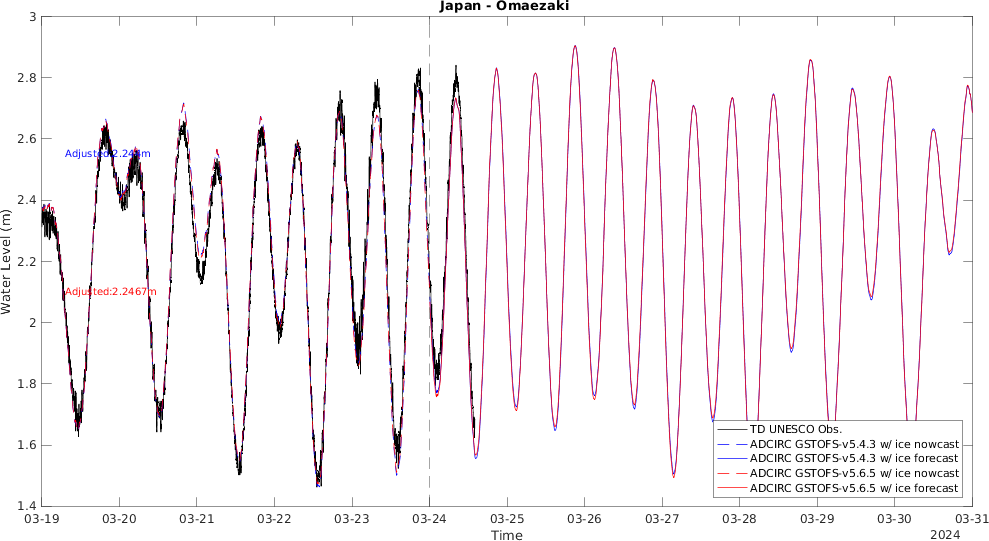 Japan - Omaezaki
3
2.8
2.6
2.4
2.2
2
1.8
1.6
1.4
Water Level (m)
Adjusted:2.2467m
TD UNESCO Obs.
ADCIRC GSTOFS-v5.4.3 w/ ice nowcast
ADCIRC GSTOFS-v5.4.3 w/ ice forecast
ADCIRC GSTOFS-v5.6.5 w/ ice nowcast
ADCIRC GSTOFS-v5.6.5 w/ ice forecast
03-19 03-20 03-21 03-22 03-23 03-24 03-25 03-26 03-27 03-28 03-29 03-30 03-31
Time
2024